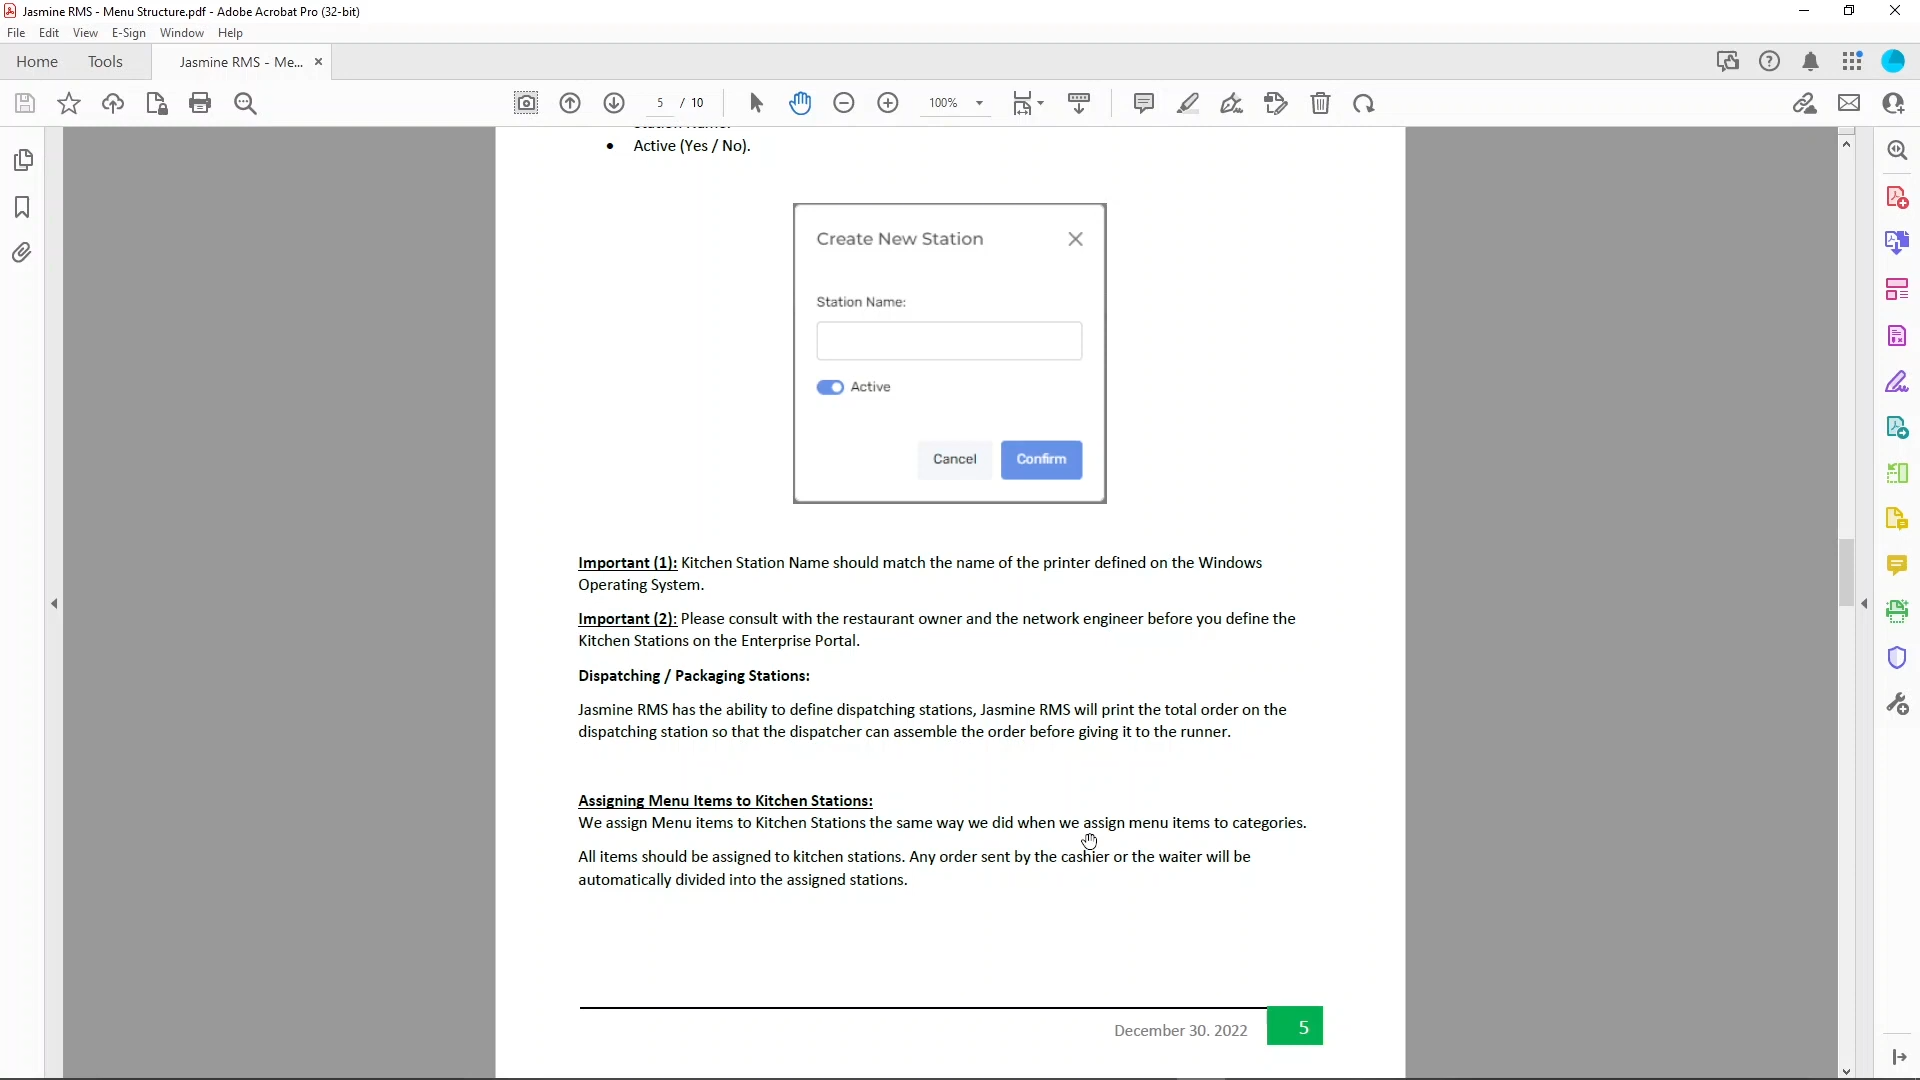 Jasmine RMS - Menu Structure.pdf - Adobe Acrobat Pro (32-bit)
File Edit View E-Sign Window Help
Home Tools Jasmine RMS - Me... ×
5 / 10 100%
• Active (Yes / No).
Create New Station
Station Name:
Active
Cancel Confirm
Important (1): Kitchen Station Name should match the name of the printer defined on the Windows
Operating System.
Important (2): Please consult with the restaurant owner and the network engineer before you define the
Kitchen Stations on the Enterprise Portal.
Dispatching / Packaging Stations:
Jasmine RMS has the ability to define dispatching stations, Jasmine RMS will print the total order on the
dispatching station so that the dispatcher can assemble the order before giving it to the runner.
Assigning Menu Items to Kitchen Stations:
We assign Menu items to Kitchen Stations the same way we did when we assign menu items to categories.
All items should be assigned to kitchen stations. Any order sent by the cashier or the waiter will be
automatically divided into the assigned stations.
December 30. 2022 5